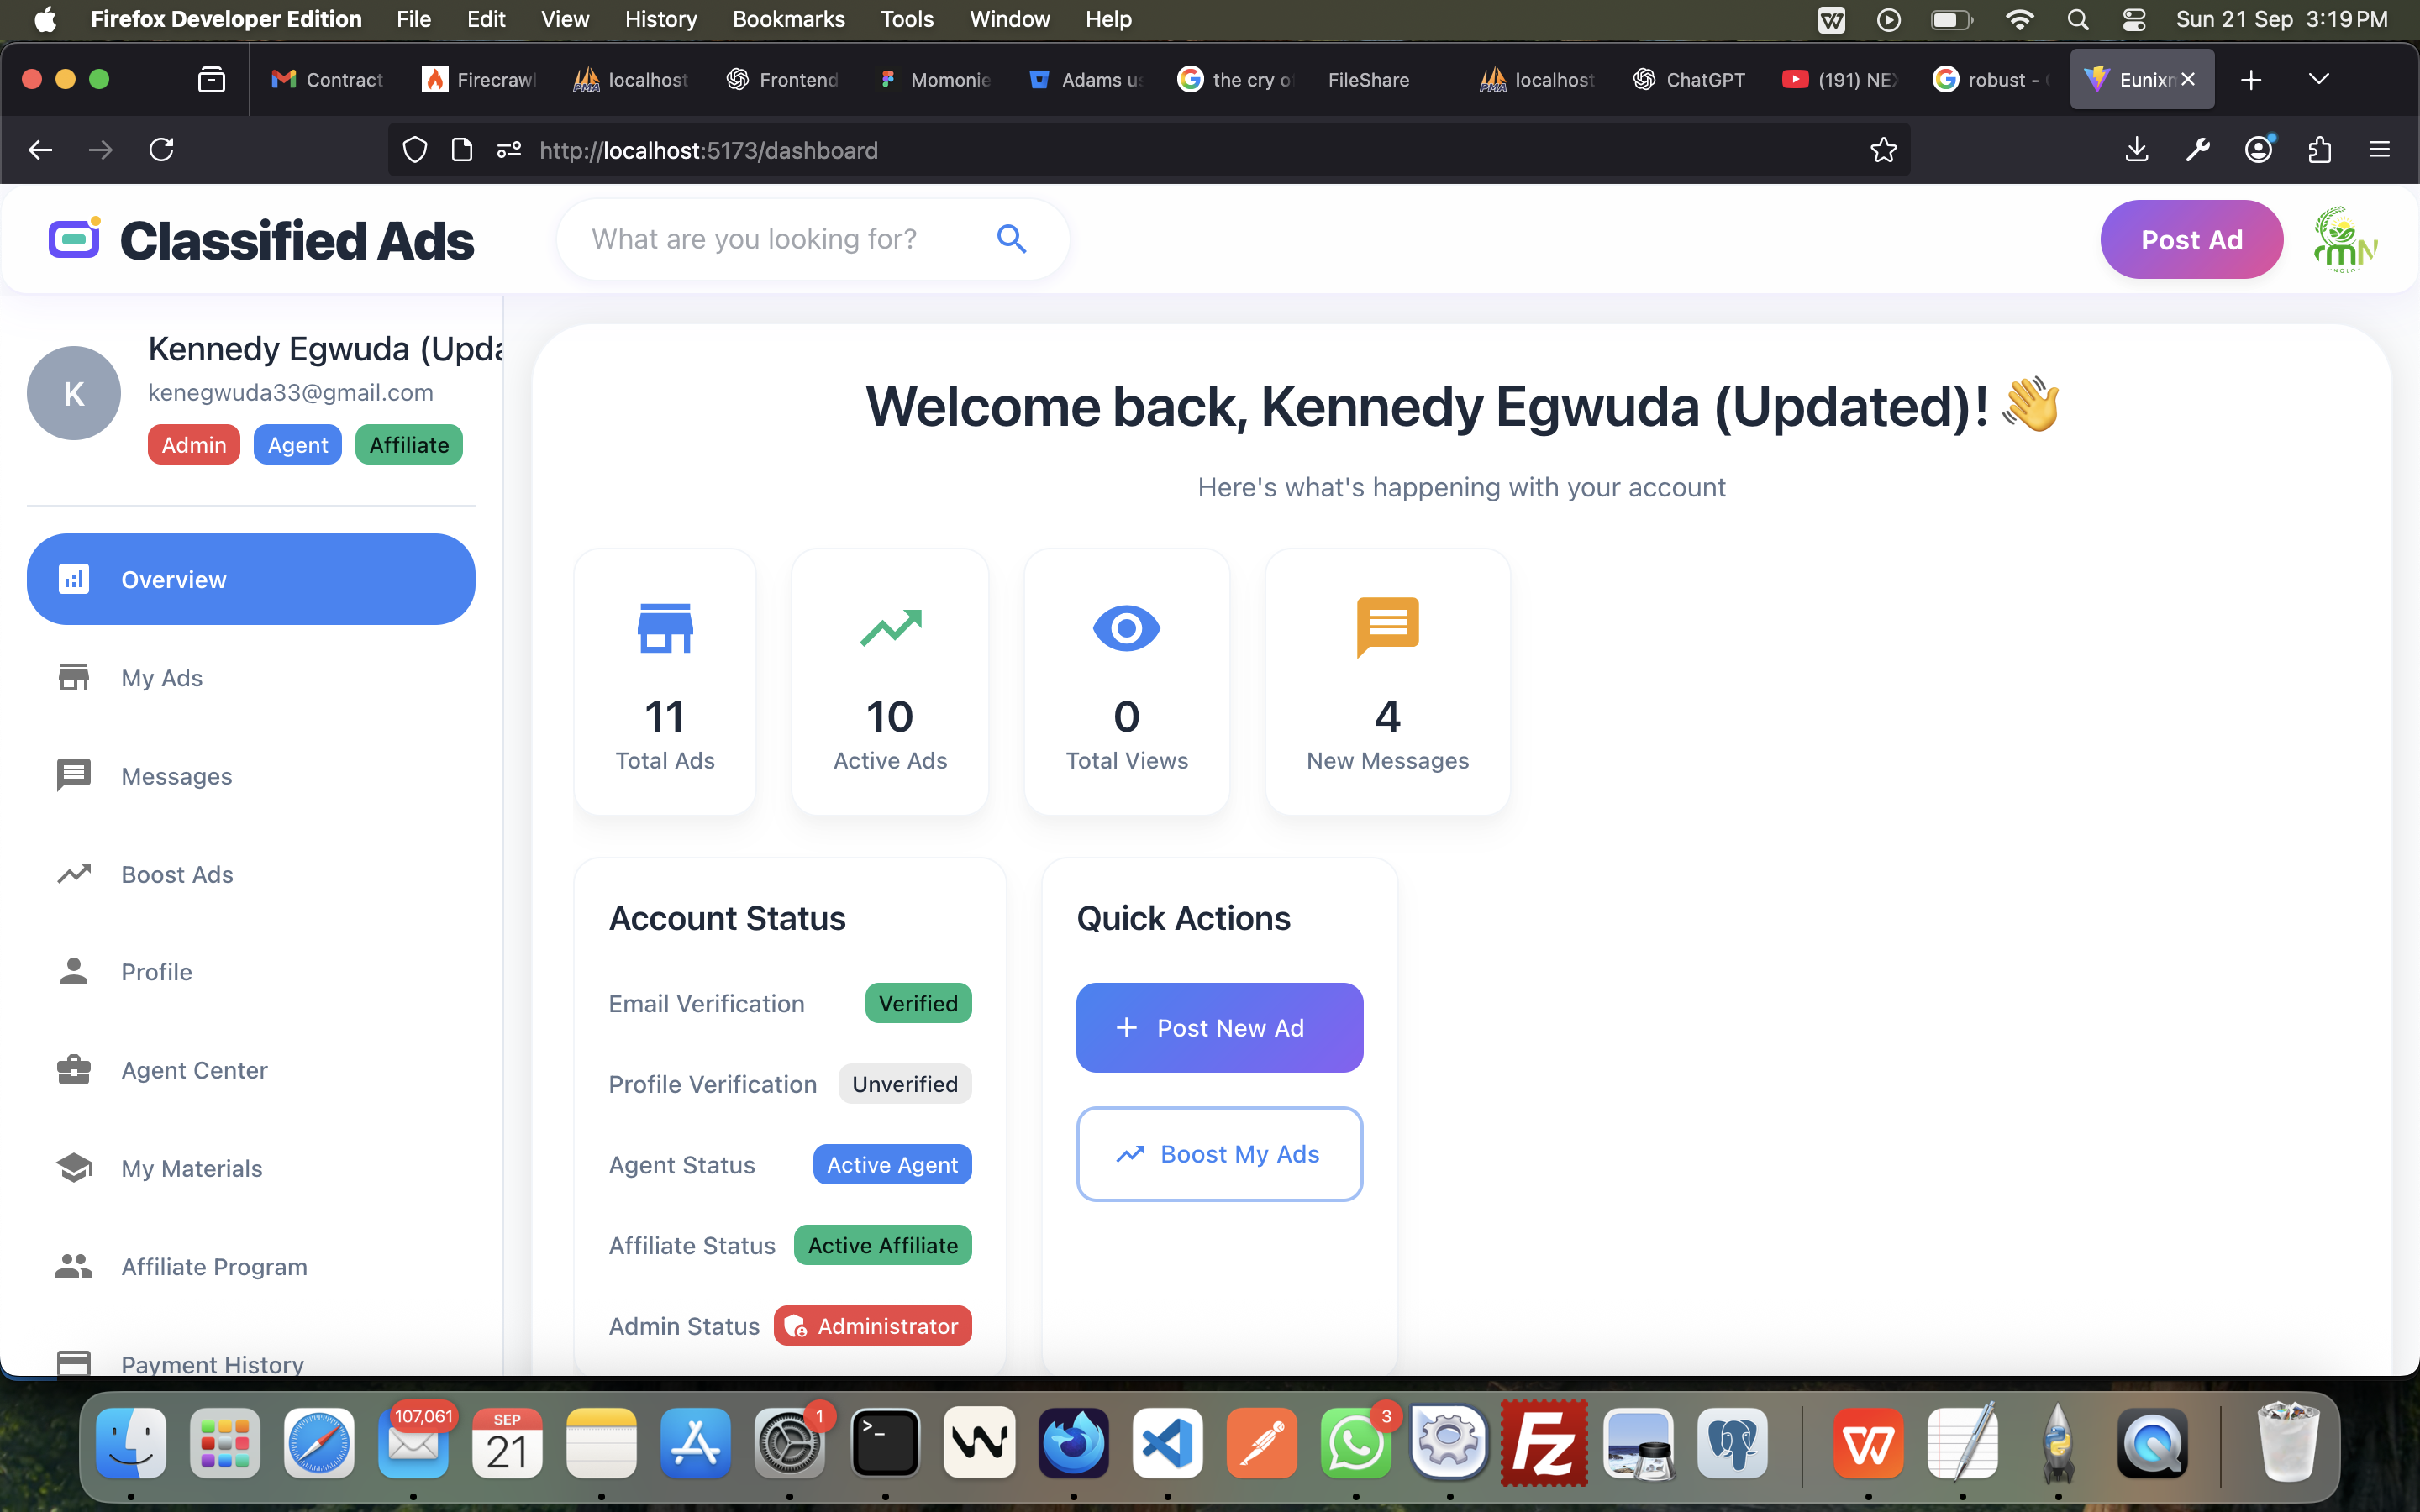 Firefox Developer Edition File Edit View History Bookmarks Tools Window Help Sun 21 Sep 3:19 PM
Contract Firecrawl localhost Frontend Momonie Adams us the cry of FileShare localhost ChatGPT (191) NEX robust - Eunixm
http://localhost:5173/dashboard
Classified Ads What are you looking for? Post Ad
Kennedy Egwuda (Upda
kenegwuda33@gmail.com
K
Admin Agent Affiliate
Overview
My Ads
Messages
Boost Ads
Profile
Agent Center
My Materials
Affiliate Program
Payment History
Welcome back, Kennedy Egwuda (Updated)! 👋
Here's what's happening with your account
11
Total Ads
10
Active Ads
0
Total Views
4
New Messages
Account Status
Email Verification Verified
Profile Verification Unverified
Agent Status Active Agent
Affiliate Status Active Affiliate
Admin Status Administrator
Quick Actions
+ Post New Ad
Boost My Ads
107,061
SEP
21
1
3